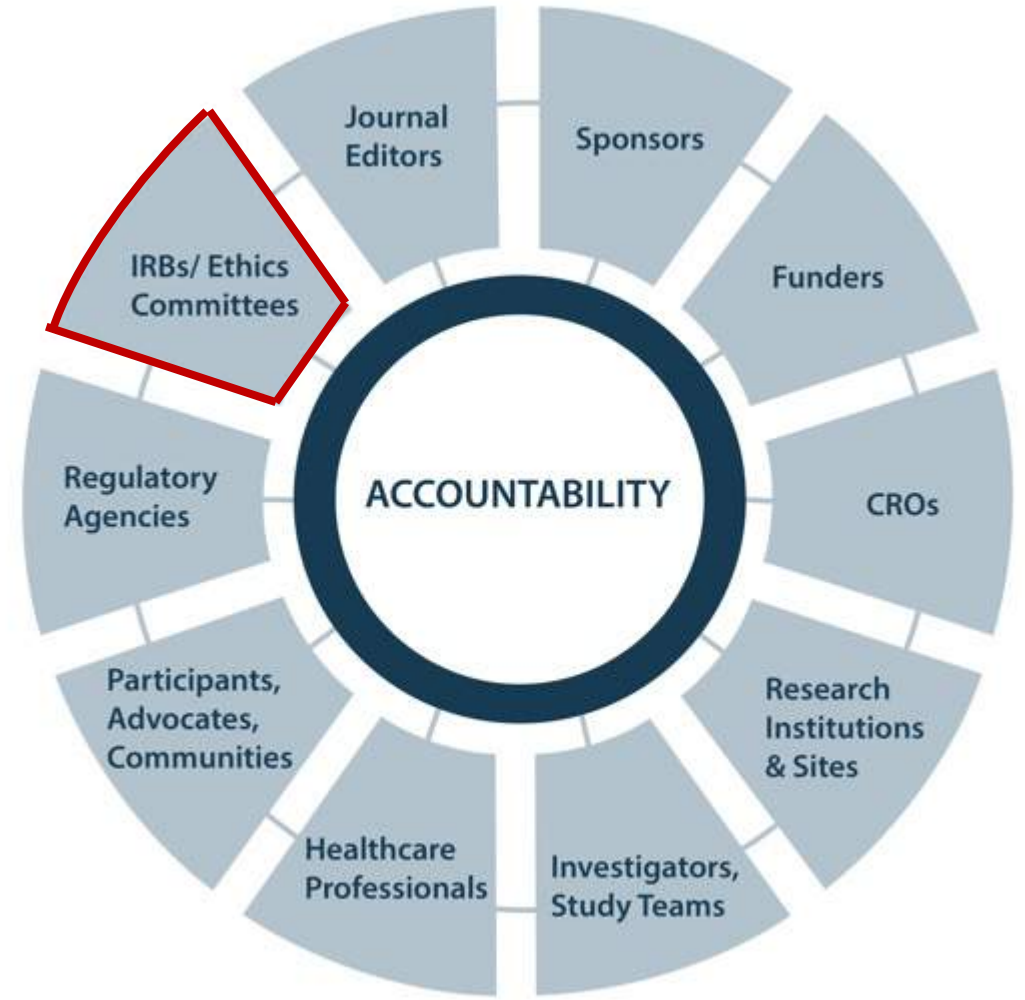 Journal
Editors
Sponsors
Funders
CROs
Research
Institutions
& Sites
Investigators,
Study Teams
Healthcare
Professionals
Participants,
Advocates,
Communities
Regulatory
Agencies
IRBs/ Ethics
Committees
ACCOUNTABILITY